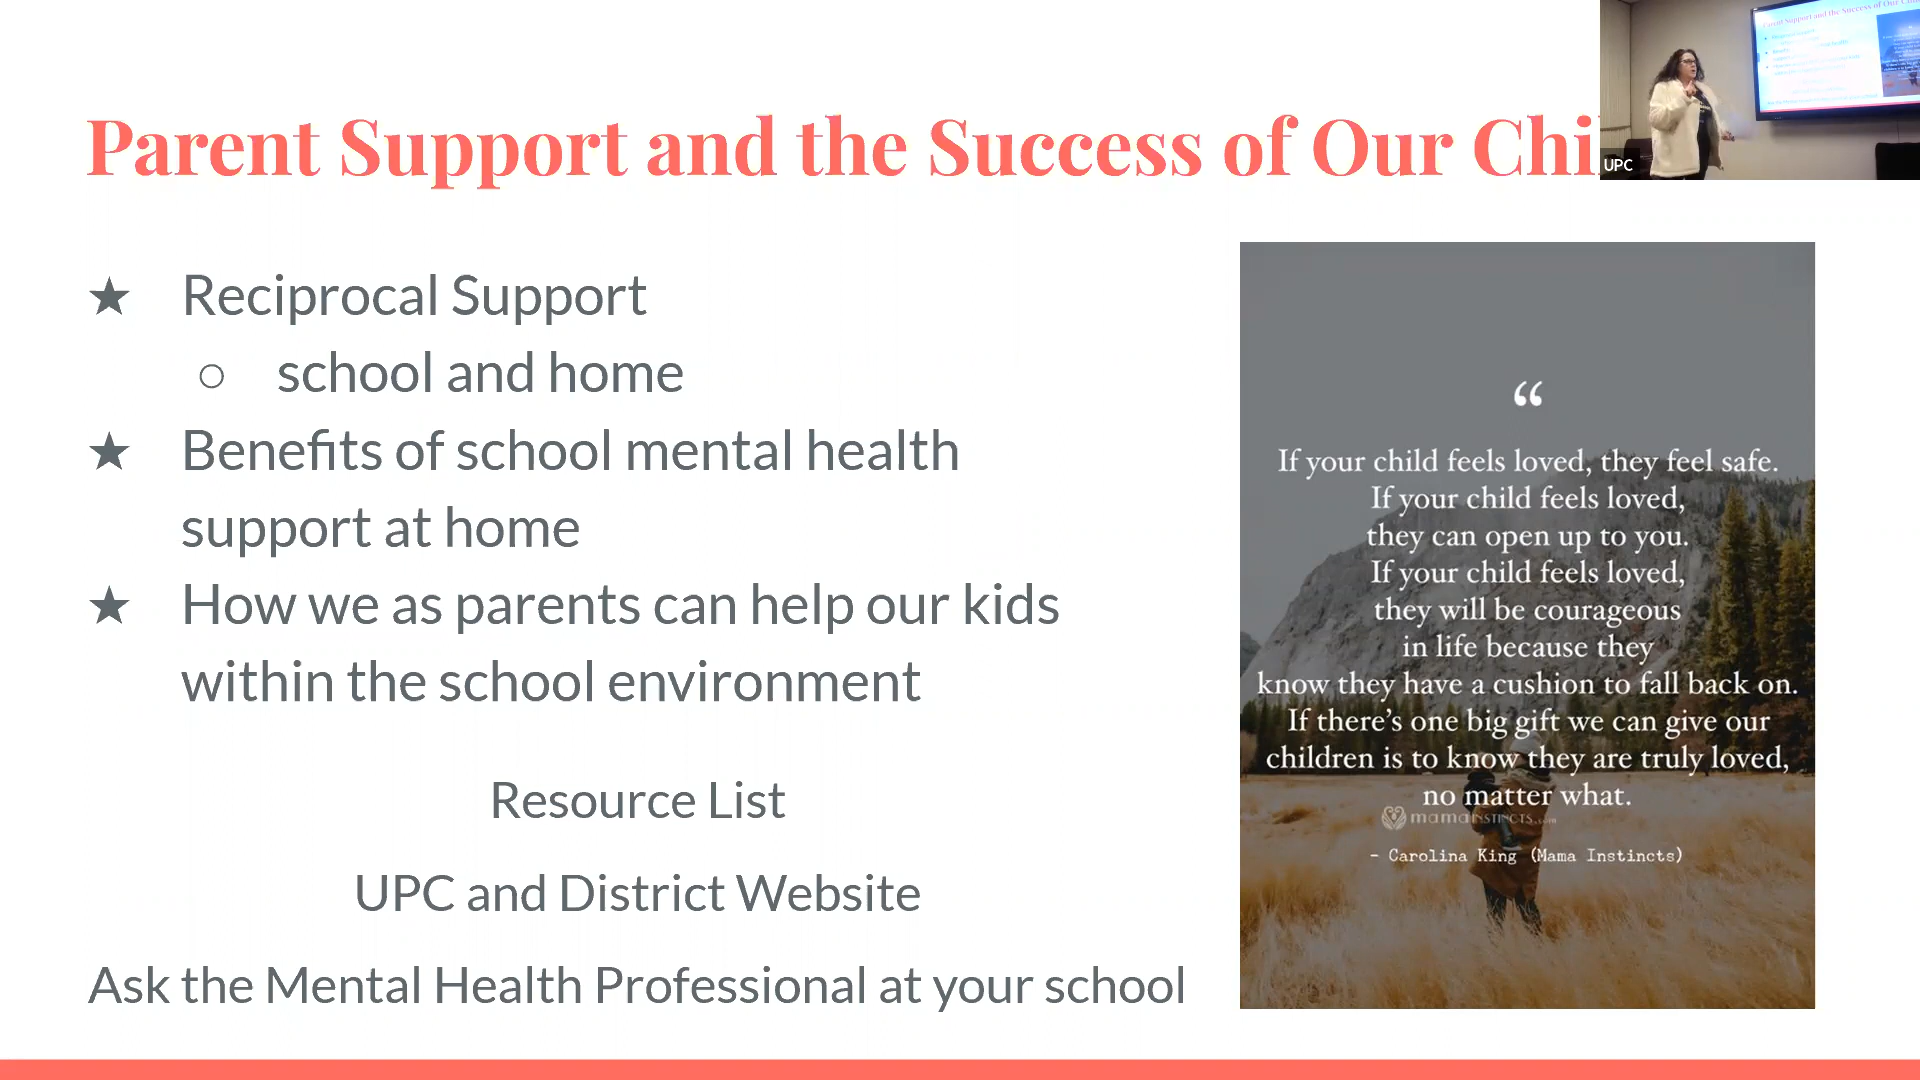 Parent Support and the Success of Our Chi
UPC
★ Reciprocal Support
○ school and home
★ Benefits of school mental health
support at home
★ How we as parents can help our kids
within the school environment
Resource List
UPC and District Website
Ask the Mental Health Professional at your school
“
If your child feels loved, they feel safe.
If your child feels loved,
they can open up to you.
If your child feels loved,
they will be courageous
in life because they
know they have a cushion to fall back on.
If there’s one big gift we can give our
children is to know they are truly loved,
no matter what.
mamaINSTINCTS.com
- Carolina King (Mama Instincts)